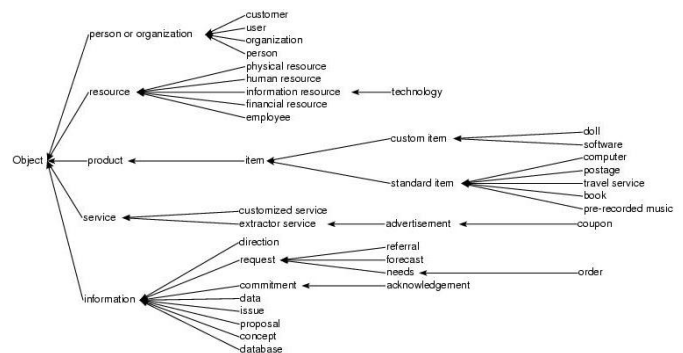 customer
person or organization
user
organization
person
physical resource
human resource
resource
information resource
technology
financial resource
employee
doll
custom item
software
computer
Object
product
item
postage
standard item
travel service
book
pre-recorded music
customized service
service
extractor service
advertisement
coupon
direction
referral
request
forecast
needs
order
commitment
acknowledgement
information
data
issue
proposal
concept
database